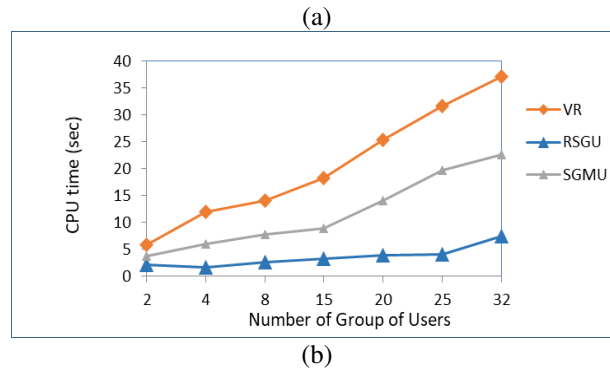 (a)
40
35
30
25
20
15
10
5
0
CPU time (sec)
2 4 8 15 20 25 32
Number of Group of Users
VR
RSGU
SGMU
(b)